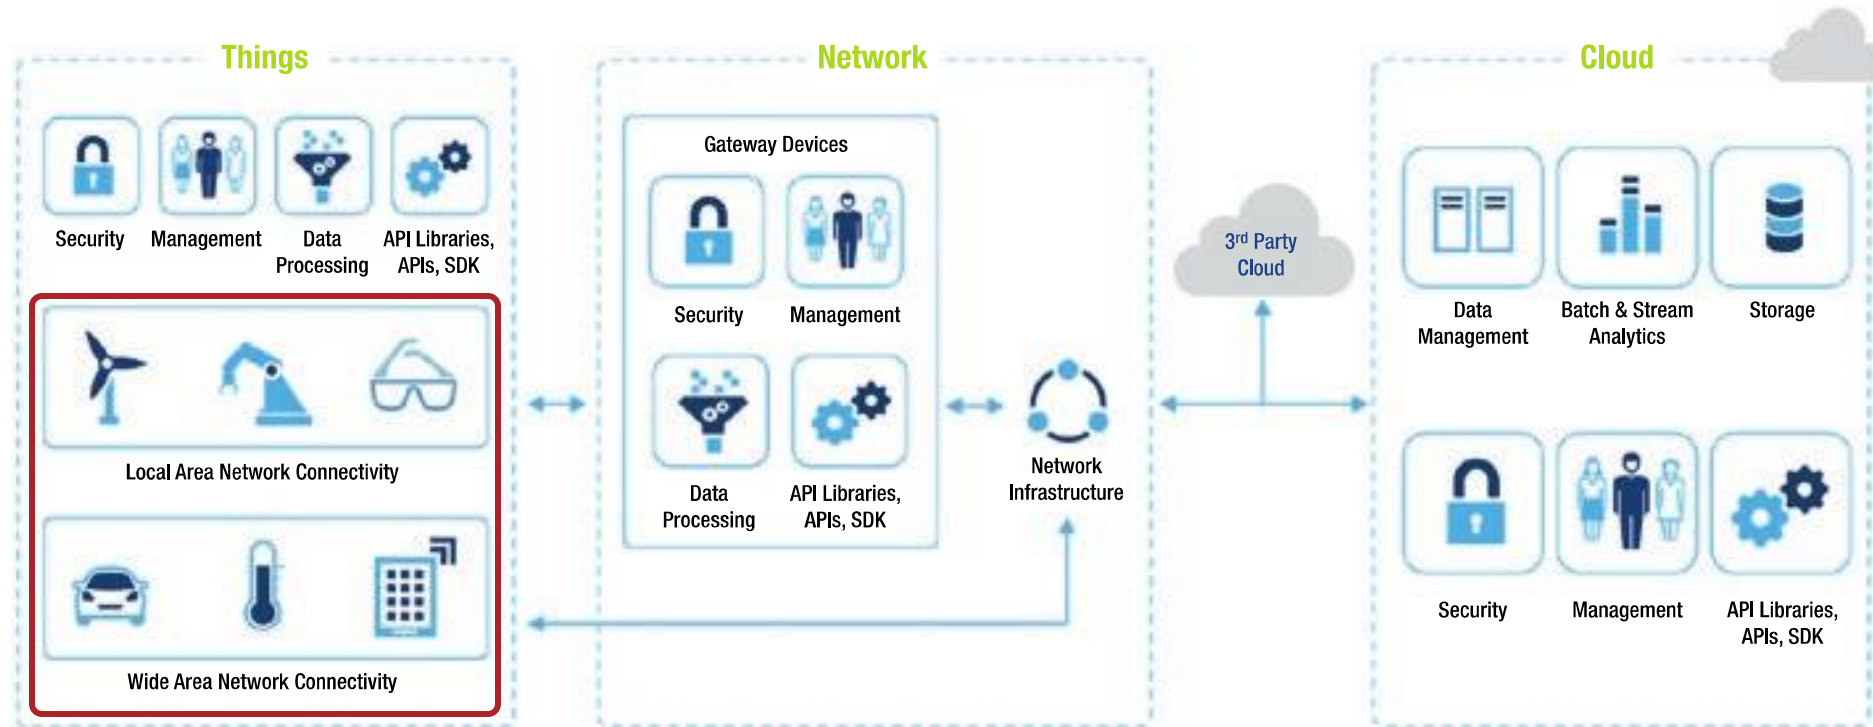 Things
Security
Management
Data
Processing
API Libraries,
APIs, SDK
Local Area Network Connectivity
Wide Area Network Connectivity
Network
Gateway Devices
Security
Management
Data
Processing
API Libraries,
APIs, SDK
Network
Infrastructure
3rd Party
Cloud
Cloud
Data
Management
Batch & Stream
Analytics
Storage
Security
Management
API Libraries,
APIs, SDK